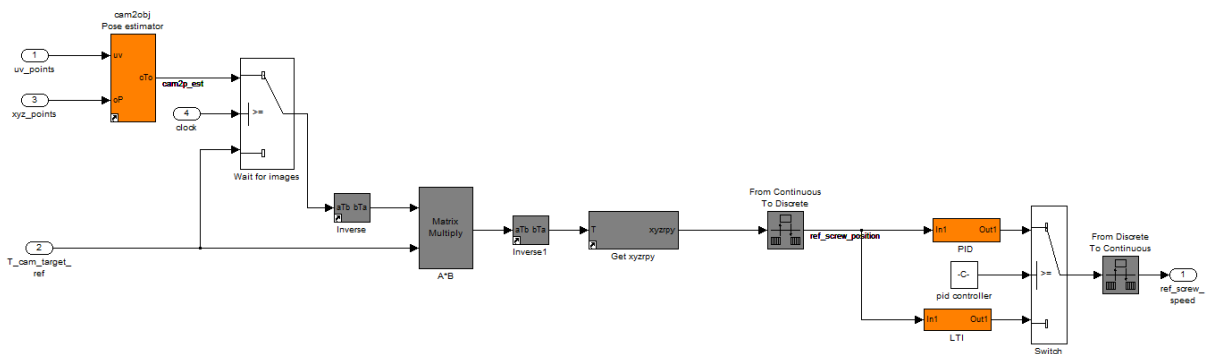 cam2obj
Pose estimator
1
uv
uv_points
cTo
cam2p_est
3
oP
xyz_points
4
clock
>=
Wait for images
aTb bTa
Inverse
2
T_cam_target_
ref
Matrix
Multiply
A*B
aTb bTa
Inverse1
T
xyzrpy
Get xyzrpy
From Continuous
To Discrete
ref_screw_position
In1
Out1
PID
-C-
pid controller
In1
Out1
LTI
>=
Switch
From Discrete
To Continuous
1
ref_screw_
speed